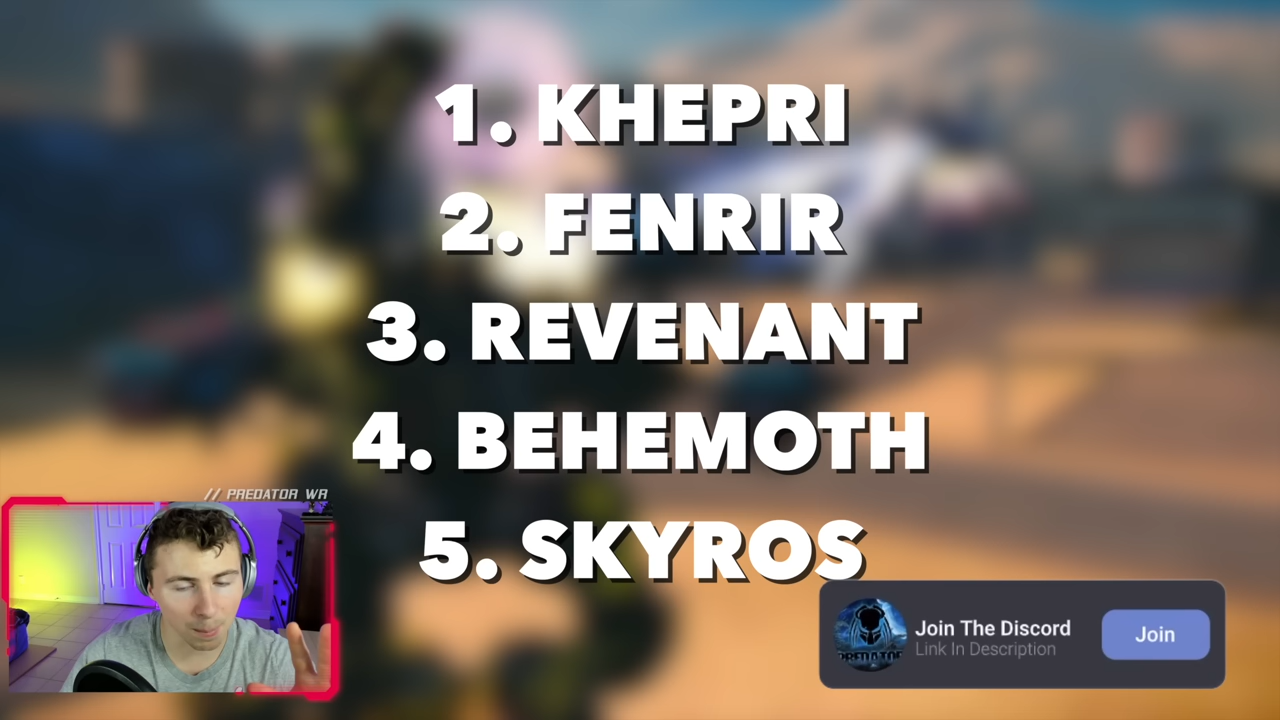 1. KHEPRI
2. FENRIR
3. REVENANT
4. BEHEMOTH
5. SKYROS
// PREDATOR WR
Join The Discord
Link In Description
Join
PREDATOR